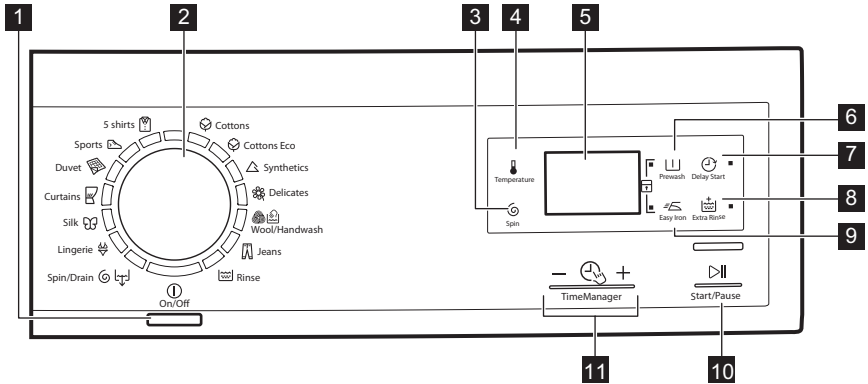 1
2
3
4
5
6
7
8
9
10
11
5 shirts
Sports
Duvet
Curtains
Silk
Lingerie
Spin/Drain
Cottons
Cottons Eco
Synthetics
Delicates
Wool/Handwash
Jeans
Rinse
On/Off
Temperature
Spin
Prewash
Delay Start
Easy Iron
Extra Rinse
TimeManager
Start/Pause